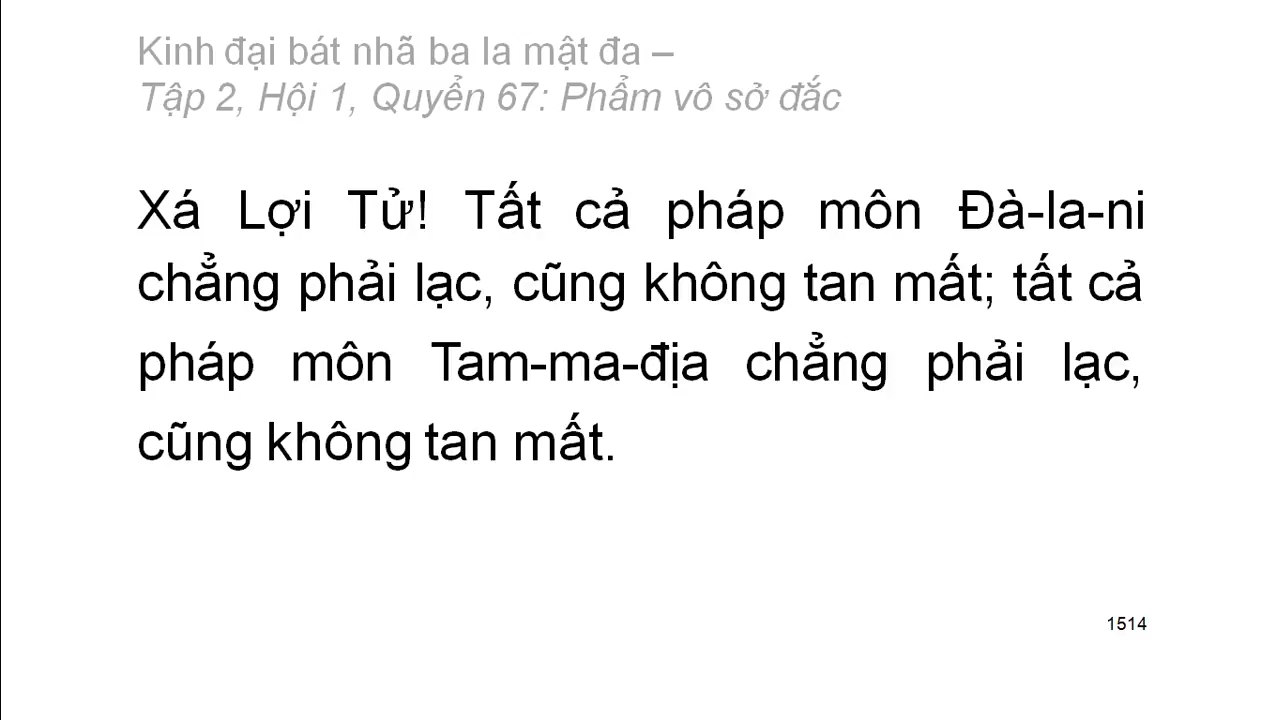 Kinh đại bát nhã ba la mật đa –
Tập 2, Hội 1, Quyển 67: Phẩm vô sở đắc
Xá Lợi Tử! Tất cả pháp môn Đà-la-ni
chẳng phải lạc, cũng không tan mất; tất cả
pháp môn Tam-ma-địa chẳng phải lạc,
cũng không tan mất.
1514